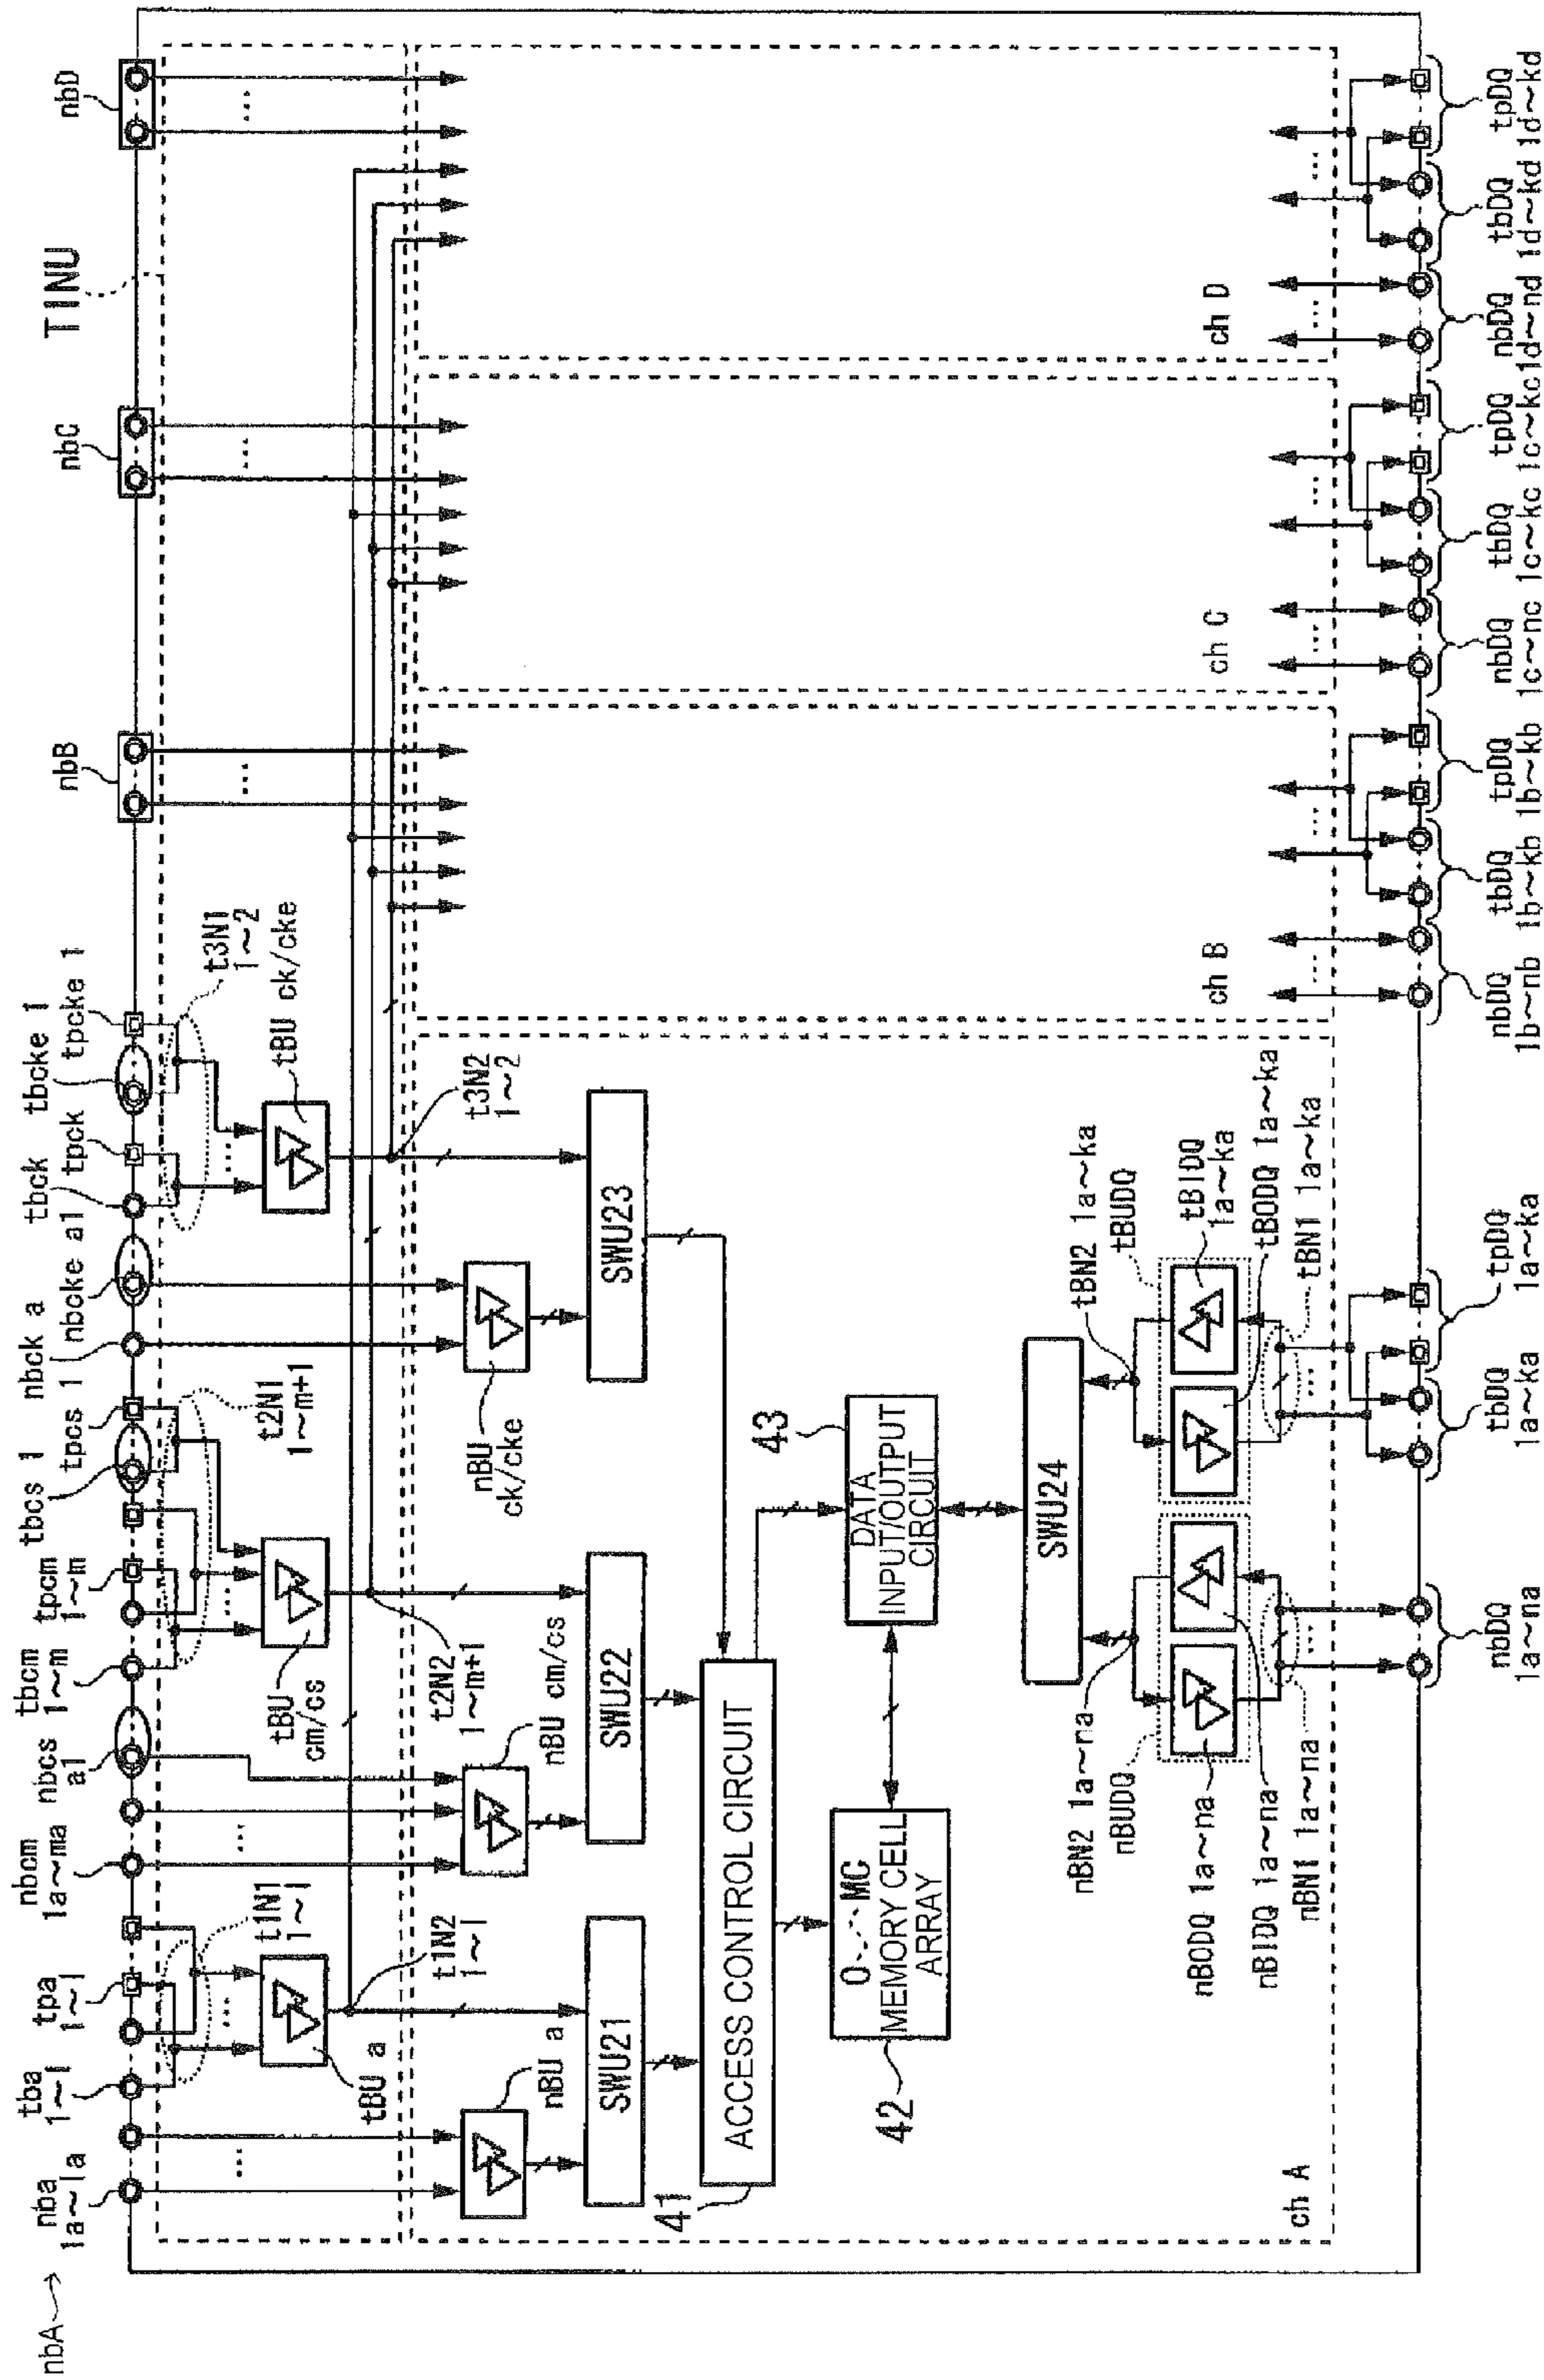 nbA
nba
1a~la
tba
1~l
tpa
1~l
nbcm
1a~ma
nbcs
a1
tbcm
1~m
tpcm
1~m
tbcs 1
tpcs 1
nbck a
nbcke a1
tbck
tpck
tbcke 1
tpcke 1
nbB
nbC
nbD
TINU
t1N1
1~l
t2N1
1~m+1
t3N1
1~2
tBU a
tBU
cm/cs
tBU ck/cke
t1N2
1~l
t2N2
1~m+1
t3N2
1~2
nBU a
nBU cm/cs
nBU
ck/cke
SWU21
SWU22
SWU23
41
ACCESS CONTROL CIRCUIT
42
MC
MEMORY CELL
ARRAY
43
DATA
INPUT/OUTPUT
CIRCUIT
SWU24
nBN2 1a~na
nBUDQ
nBODQ 1a~na
nBIDQ 1a~na
nBN1 1a~na
tBN2 1a~ka
tBUDQ
tBIDQ
1a~ka
tBODQ 1a~ka
tBN1 1a~ka
ch A
ch B
ch C
ch D
nbDQ
1a~na
tbDQ
1a~ka
tpDQ
1a~ka
nbDQ
1b~nb
tbDQ
1b~kb
tpDQ
1b~kb
nbDQ
1c~nc
tbDQ
1c~kc
tpDQ
1c~kc
nbDQ
1d~nd
tbDQ
1d~kd
tpDQ
1d~kd